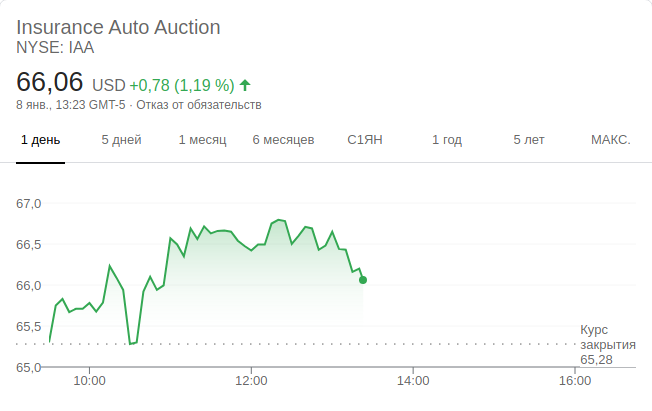 Insurance Auto Auction
NYSE: IAA
66,06 USD +0,78 (1,19 %)
8 янв., 13:23 GMT-5 · Отказ от обязательств
1 день 5 дней 1 месяц 6 месяцев С1ЯН 1 год 5 лет МАКС.
67,0
66,5
66,0
65,5
Курс
закрытия
65,28
65,0
10:00 12:00 14:00 16:00